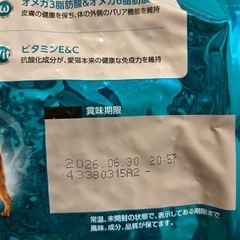 オメガ3脂肪酸&オメガ6脂肪酸
皮膚の健康を保ち、体の外側のバリア機能を維持
ビタミンE&C
抗酸化成分が、愛猫本来の健康な免疫力を維持
賞味期限
2026.06.30 20:57
43380315A2-
常温、未開封の状態で、表示している期限まで
風味、成分、品質が保てます。